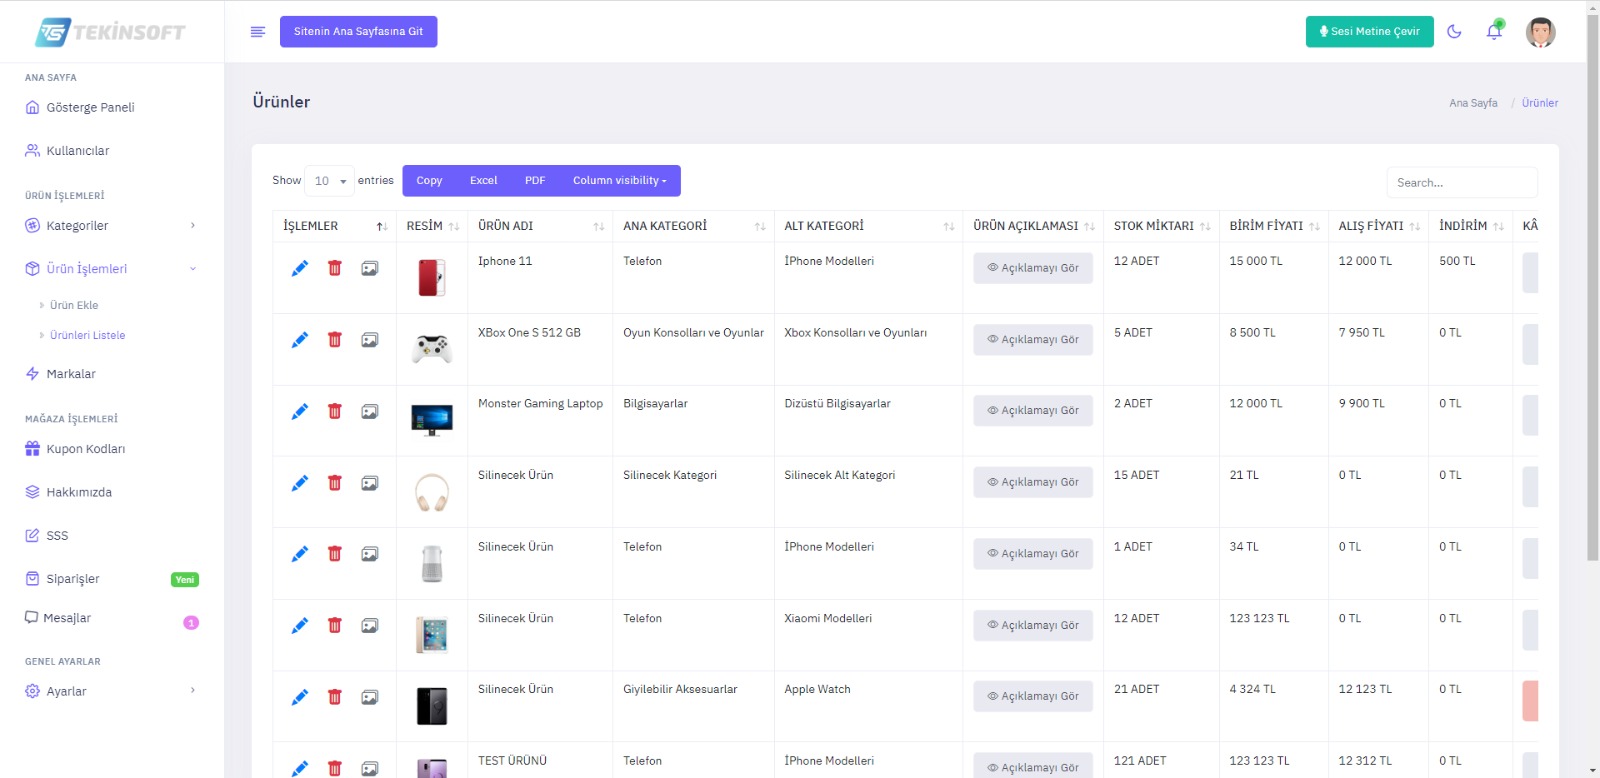 TEKİNSOFT
Sitenin Ana Sayfasına Git
Sesi Metine Çevir
ANA SAYFA
Gösterge Paneli
Kullanıcılar
ÜRÜN İŞLEMLERİ
Kategoriler
Ürün İşlemleri
Ürün Ekle
Ürünleri Listele
Markalar
MAĞAZA İŞLEMLERİ
Kupon Kodları
Hakkımızda
SSS
Siparişler Yeni
Mesajlar 1
GENEL AYARLAR
Ayarlar
Ürünler
Ana Sayfa / Ürünler
Show 10 entries Copy Excel PDF Column visibility Search...
İŞLEMLER RESİM ÜRÜN ADI ANA KATEGORİ ALT KATEGORİ ÜRÜN AÇIKLAMASI STOK MİKTARI BİRİM FİYATI ALIŞ FİYATI İNDİRİM KÂ
Iphone 11 Telefon İPhone Modelleri Açıklamayı Gör 12 ADET 15 000 TL 12 000 TL 500 TL
XBox One S 512 GB Oyun Konsolları ve Oyunlar Xbox Konsolları ve Oyunları Açıklamayı Gör 5 ADET 8 500 TL 7 950 TL 0 TL
Monster Gaming Laptop Bilgisayarlar Dizüstü Bilgisayarlar Açıklamayı Gör 2 ADET 12 000 TL 9 900 TL 0 TL
Silinecek Ürün Silinecek Kategori Silinecek Alt Kategori Açıklamayı Gör 15 ADET 21 TL 0 TL 0 TL
Silinecek Ürün Telefon İPhone Modelleri Açıklamayı Gör 1 ADET 34 TL 0 TL 0 TL
Silinecek Ürün Telefon Xiaomi Modelleri Açıklamayı Gör 12 ADET 123 123 TL 0 TL 0 TL
Silinecek Ürün Giyilebilir Aksesuarlar Apple Watch Açıklamayı Gör 21 ADET 4 324 TL 12 123 TL 0 TL
TEST ÜRÜNÜ Telefon İPhone Modelleri Açıklamayı Gör 121 ADET 123 123 TL 12 312 TL 0 TL